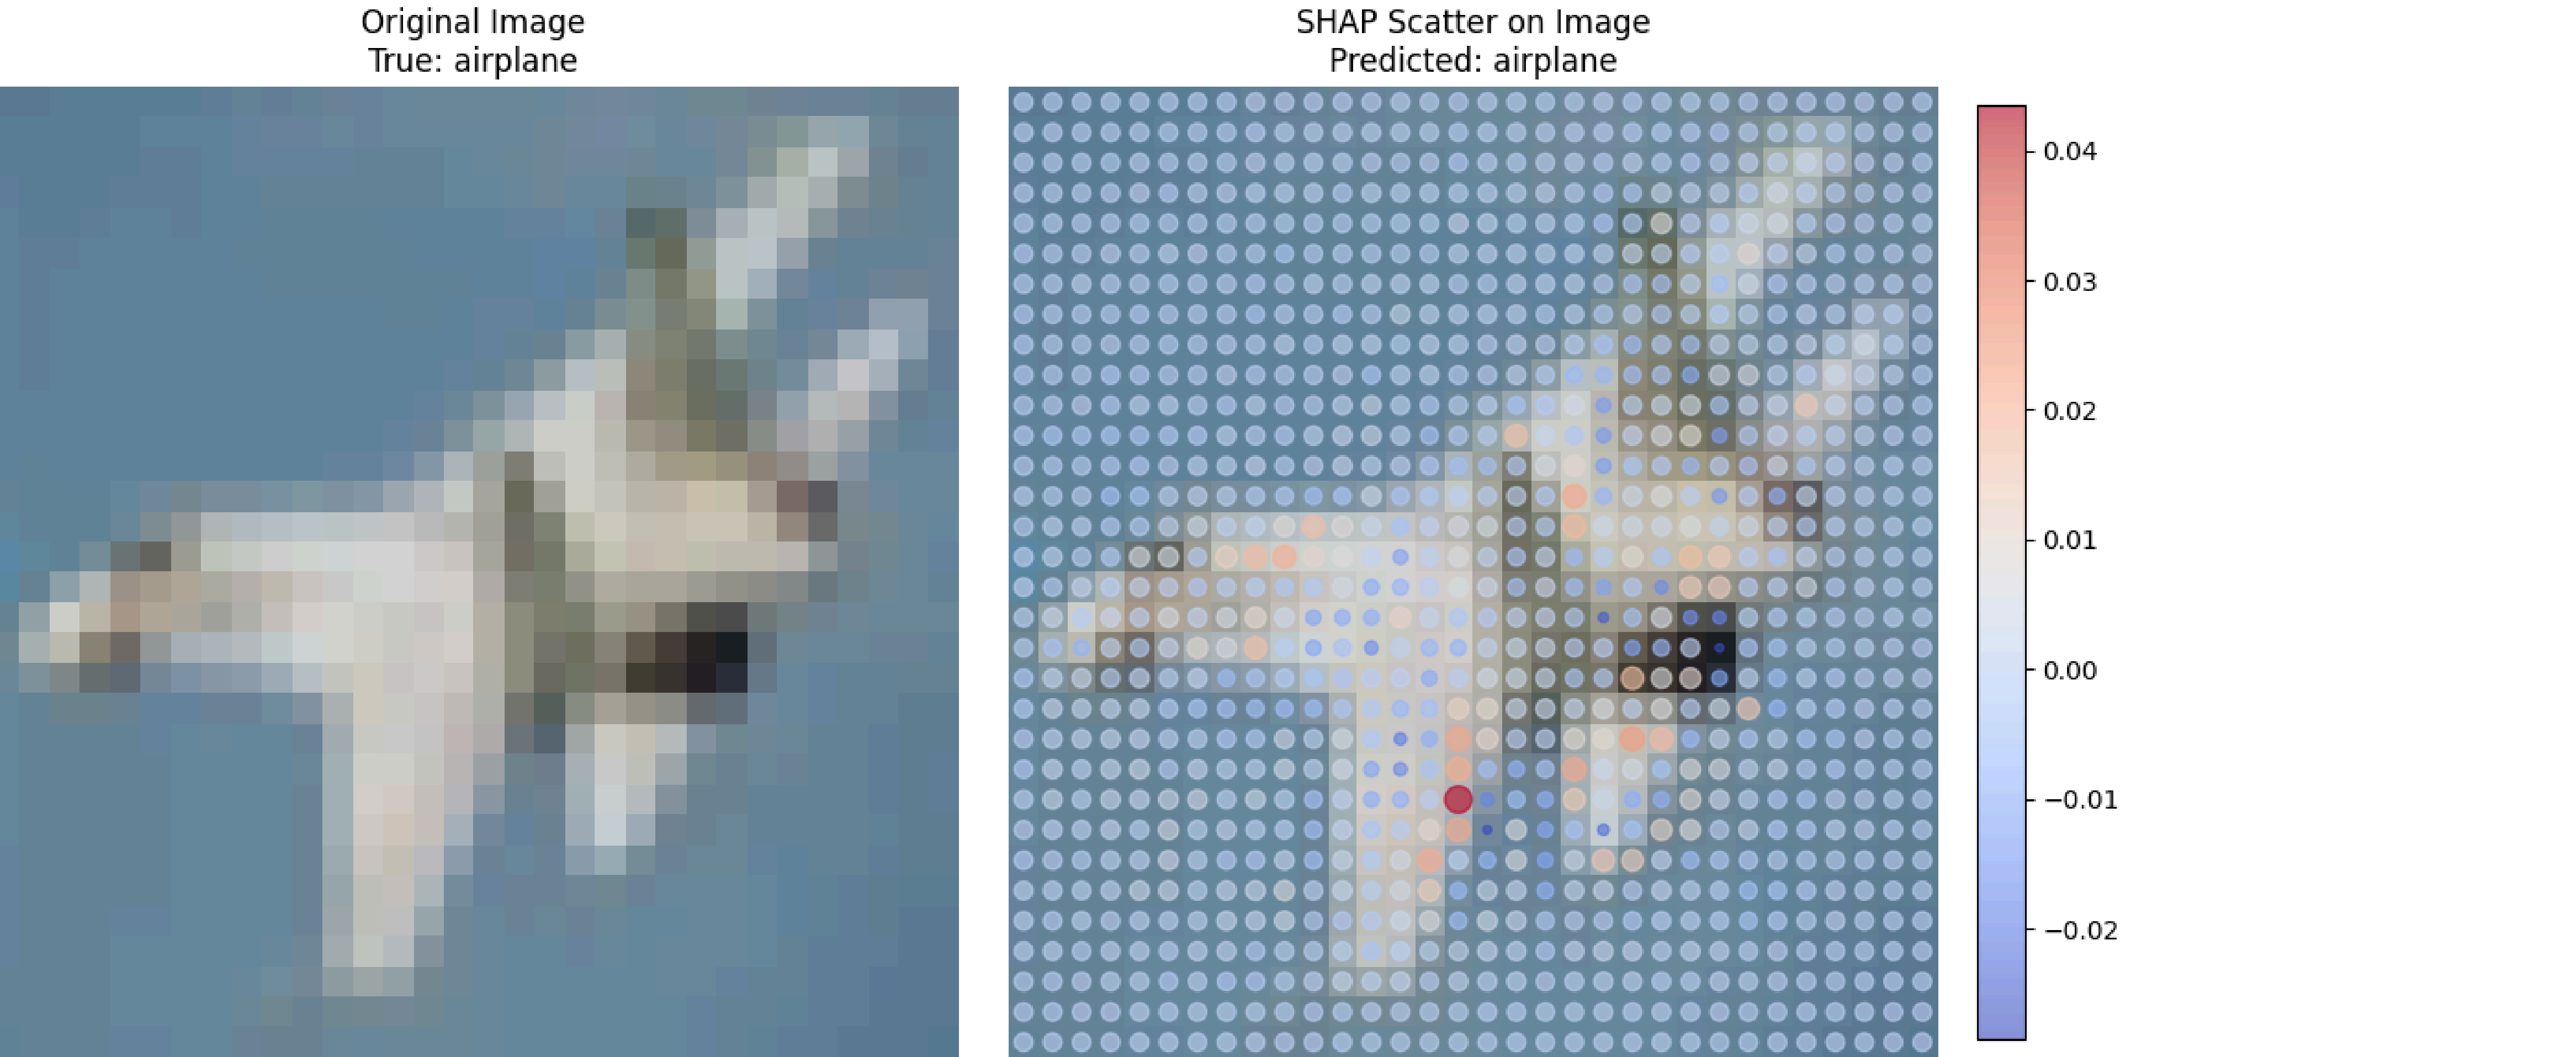 Original Image
True: airplane
SHAP Scatter on Image
Predicted: airplane
0.04
0.03
0.02
0.01
0.00
−0.01
−0.02